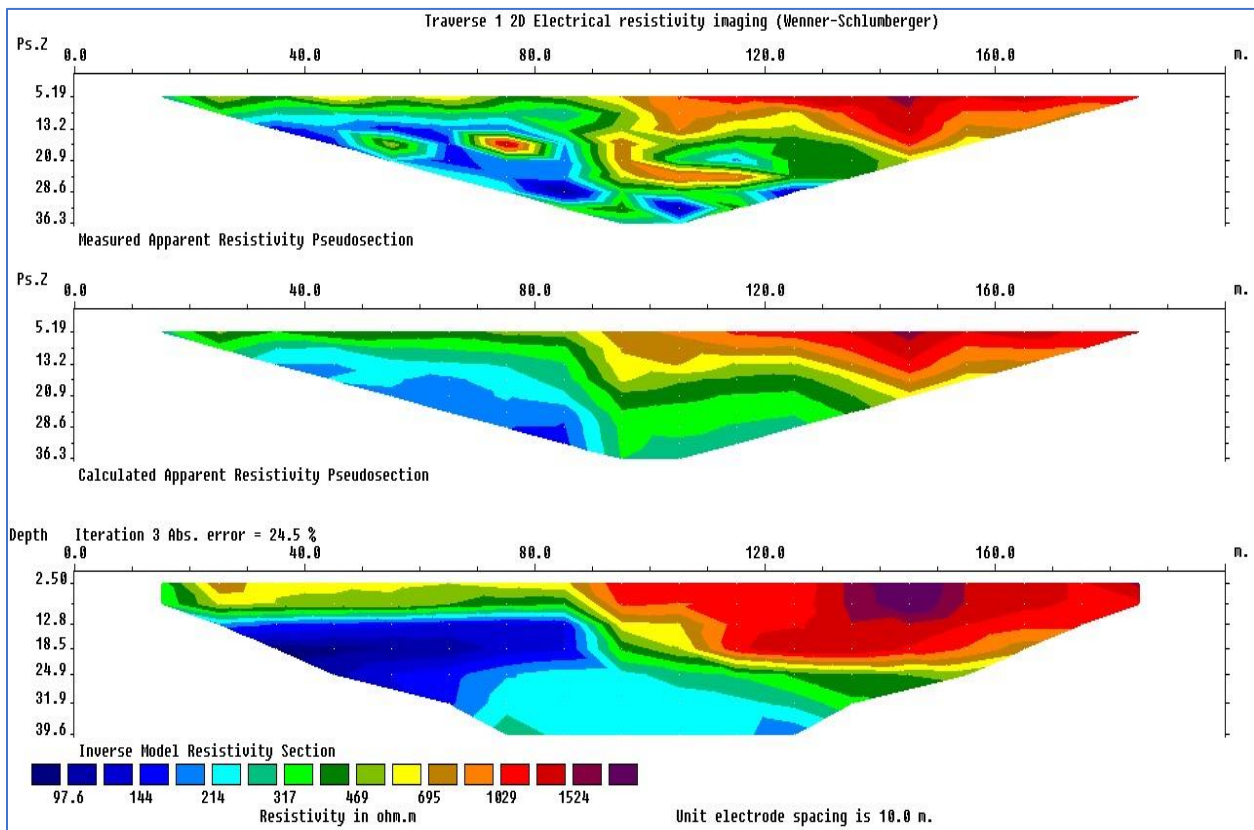 Traverse 1 2D Electrical resistivity imaging (Wenner-Schlumberger)
Ps.Z 0.0 40.0 80.0 120.0 160.0 m.
5.19
13.2
20.9
28.6
36.3
Measured Apparent Resistivity Pseudosection
Ps.Z 0.0 40.0 80.0 120.0 160.0 m.
5.19
13.2
20.9
28.6
36.3
Calculated Apparent Resistivity Pseudosection
Depth Iteration 3 Abs. error = 24.5 %
0.0 40.0 80.0 120.0 160.0 m.
2.50
12.8
18.5
24.9
31.9
39.6
Inverse Model Resistivity Section
97.6 144 214 317 469 695 1029 1524
Resistivity in ohm.m Unit electrode spacing is 10.0 m.